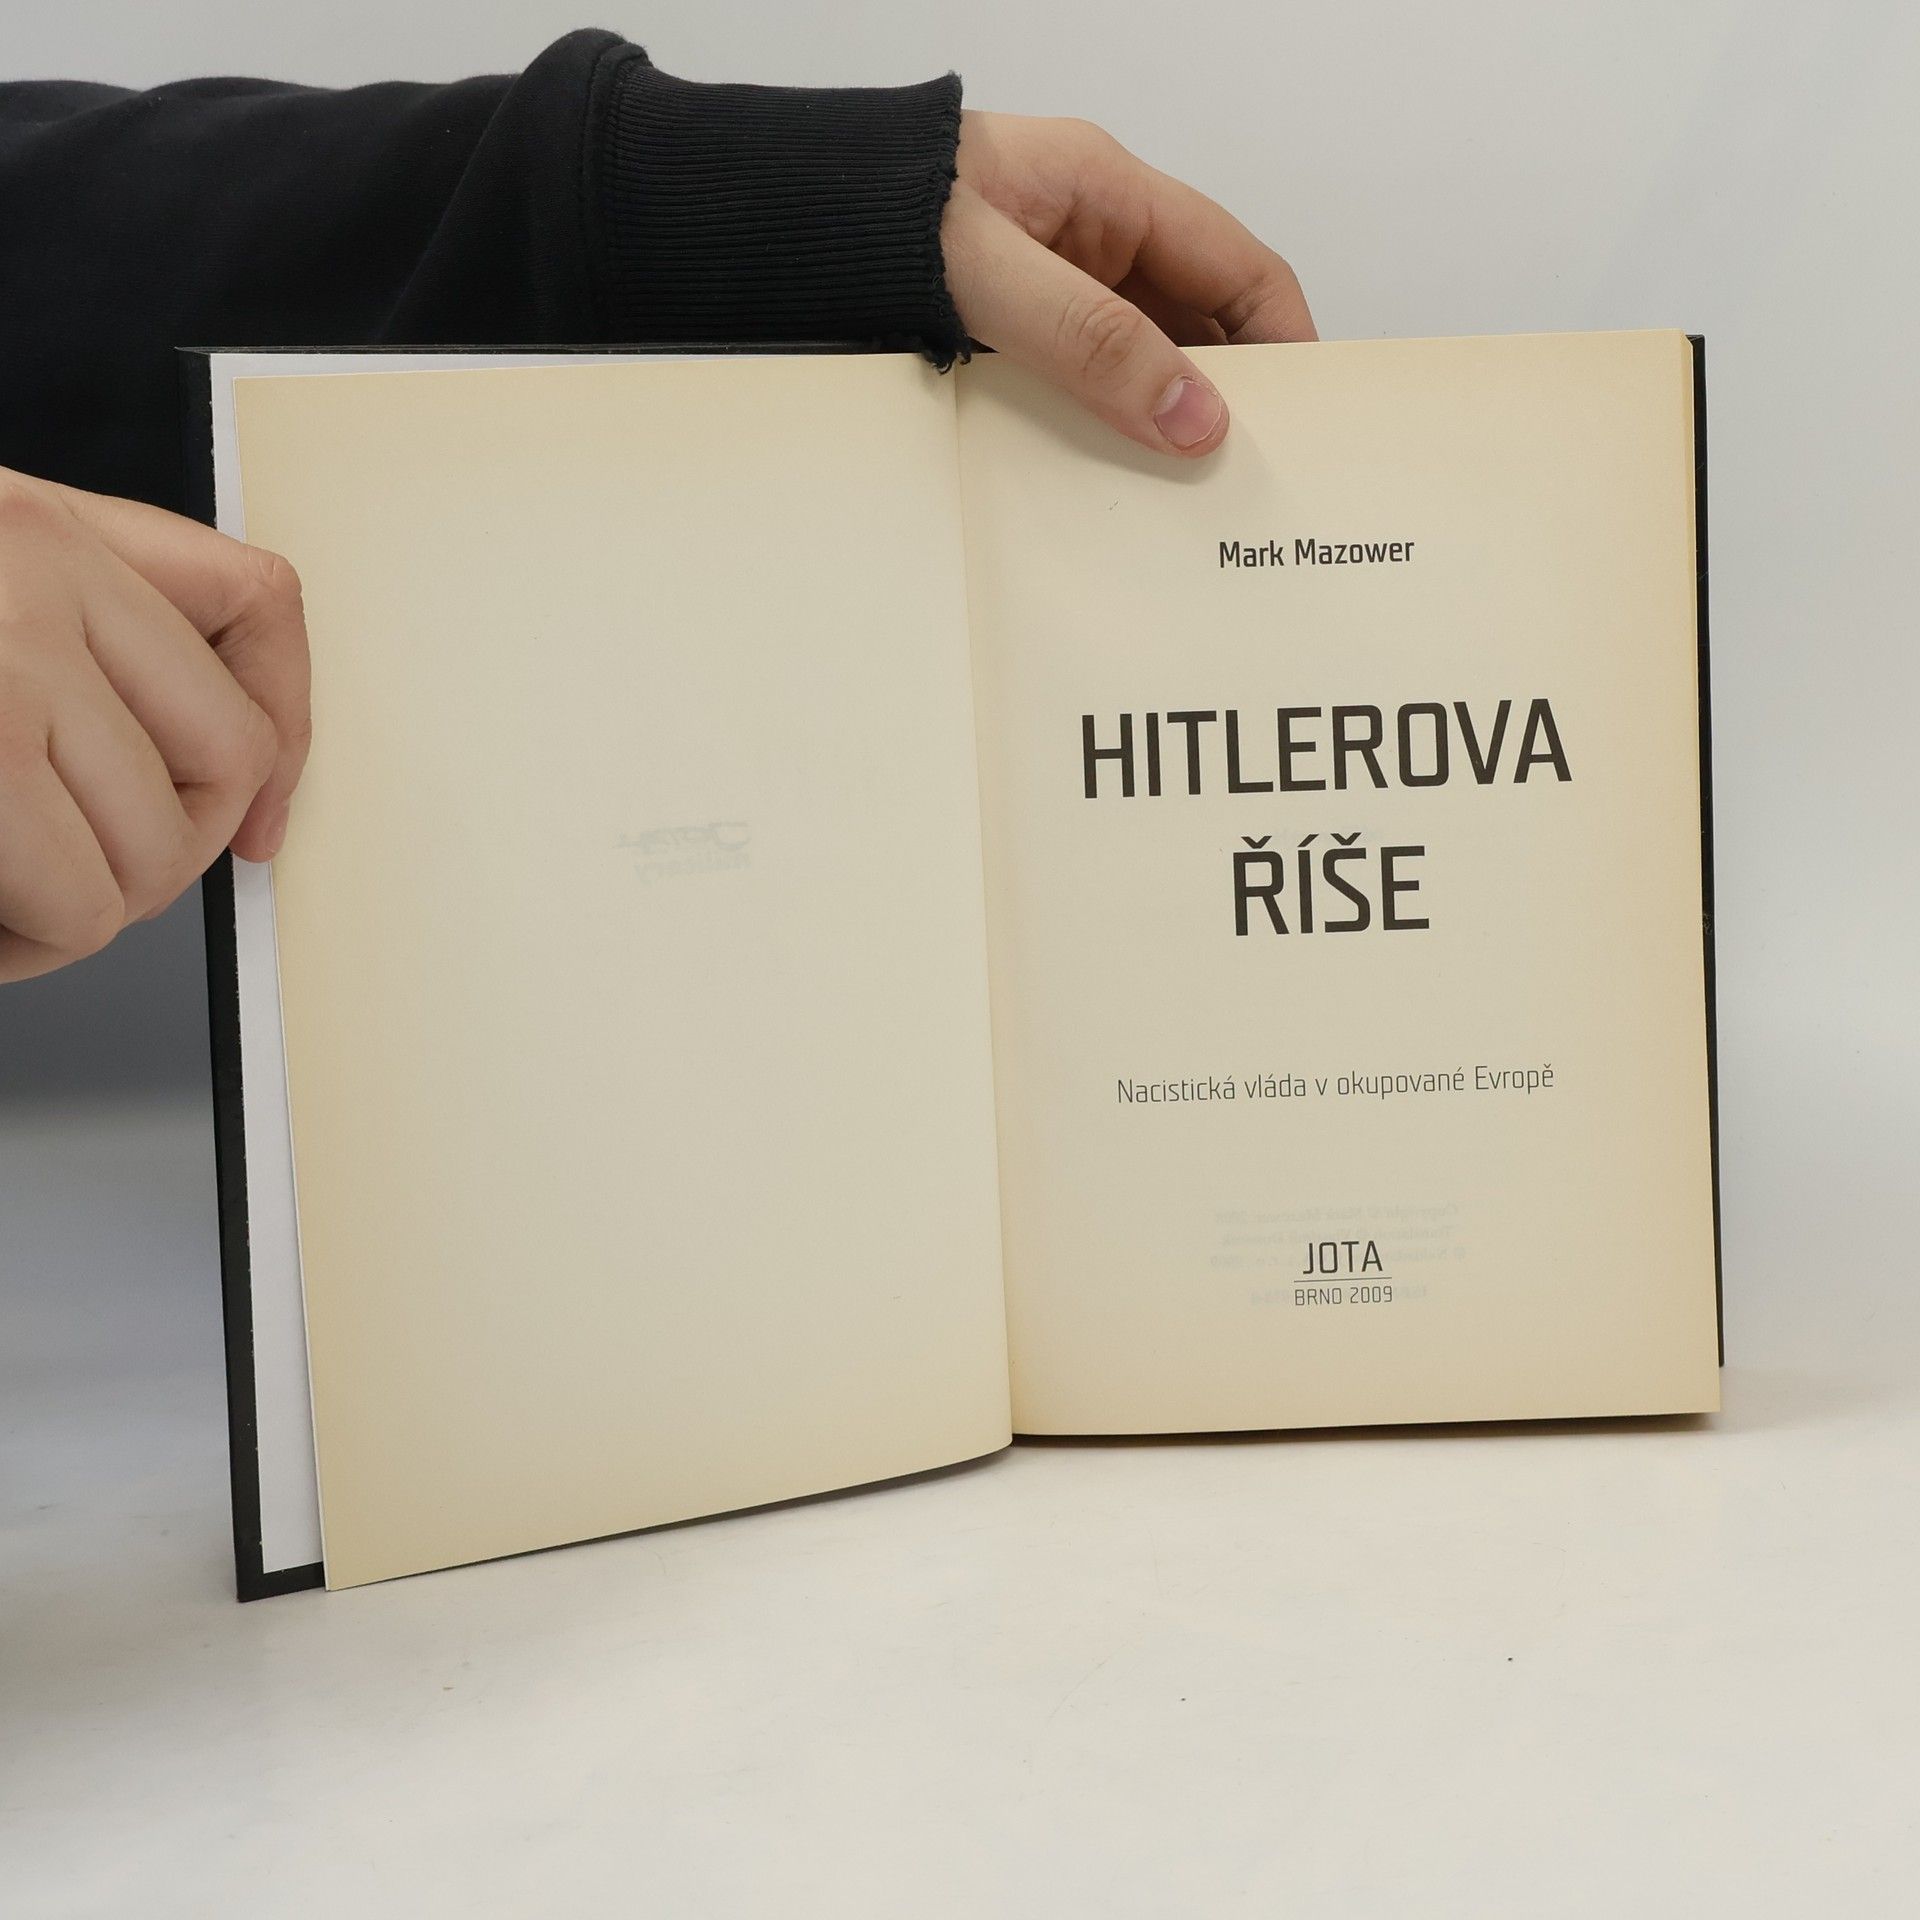 Mark Mazower
HITLEROVA
ŘÍŠE
Nacistická vláda v okupované Evropě
JOTA
BRNO 2009